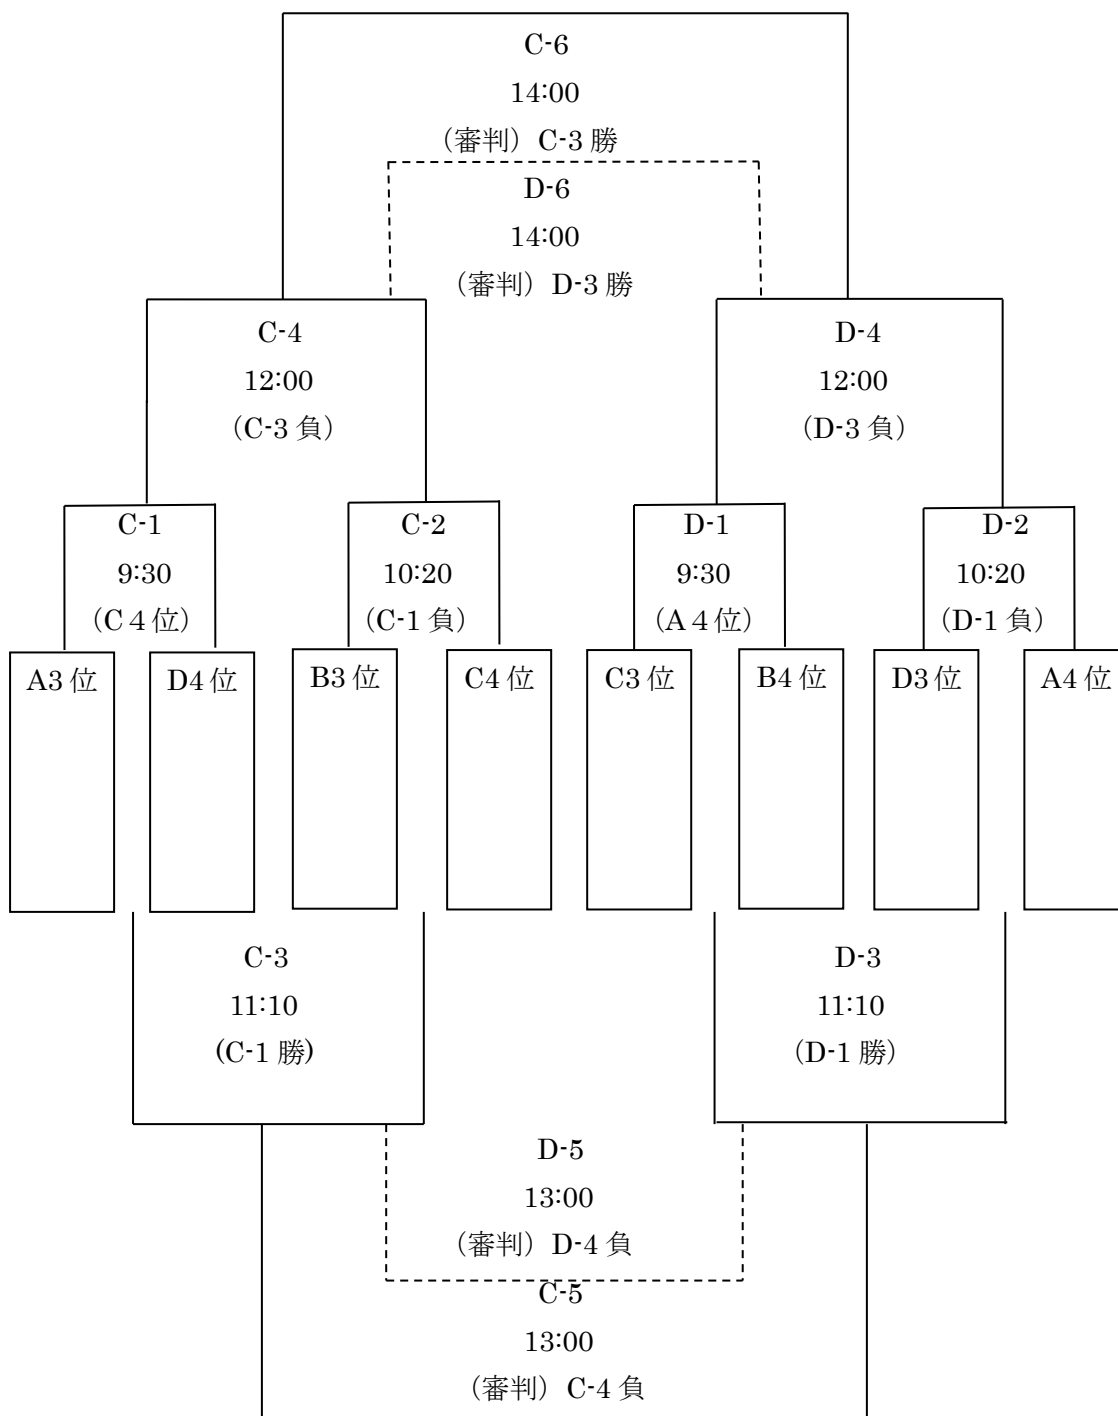 C-6
14:00
（審判）C-3 勝
D-6
14:00
（審判）D-3 勝
C-4
12:00
（C-3 負）
D-4
12:00
（D-3 負）
C-1
9:30
（C４位）
C-2
10:20
（C-1 負）
D-1
9:30
（A４位）
D-2
10:20
（D-1 負）
A3 位
D4 位
B3 位
C4 位
C3 位
B4 位
D3 位
A4 位
C-3
11:10
(C-1 勝)
D-3
11:10
（D-1 勝）
D-5
13:00
（審判）D-4 負
C-5
13:00
（審判）C-4 負